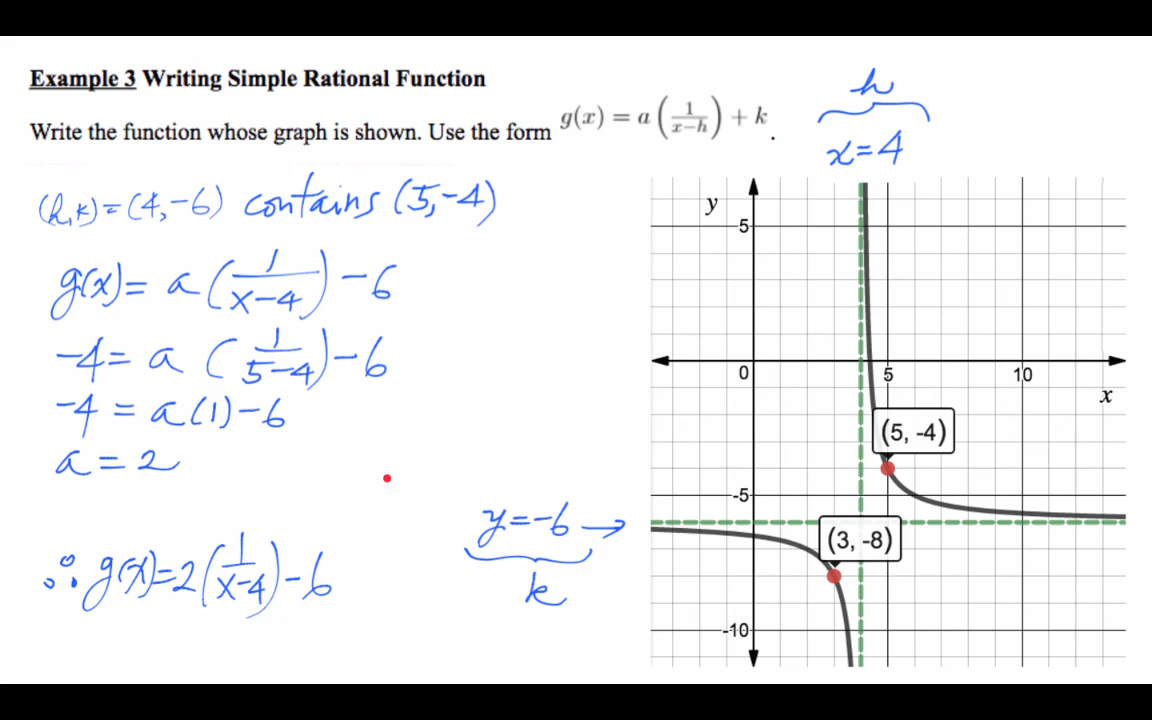 Example 3 Writing Simple Rational Function
Write the function whose graph is shown. Use the form g(x) = a(1/(x−h)) + k.
h
x=4
(h,k)=(4,-6) contains (5,-4)
g(x)= a(1/(x-4))-6
-4= a(1/(5-4))-6
-4 = a(1)-6
a=2
∴ g(x)=2(1/(x-4))-6
y=-6 →
k
y
5
0
5
10
x
(5, -4)
-5
(3, -8)
-10